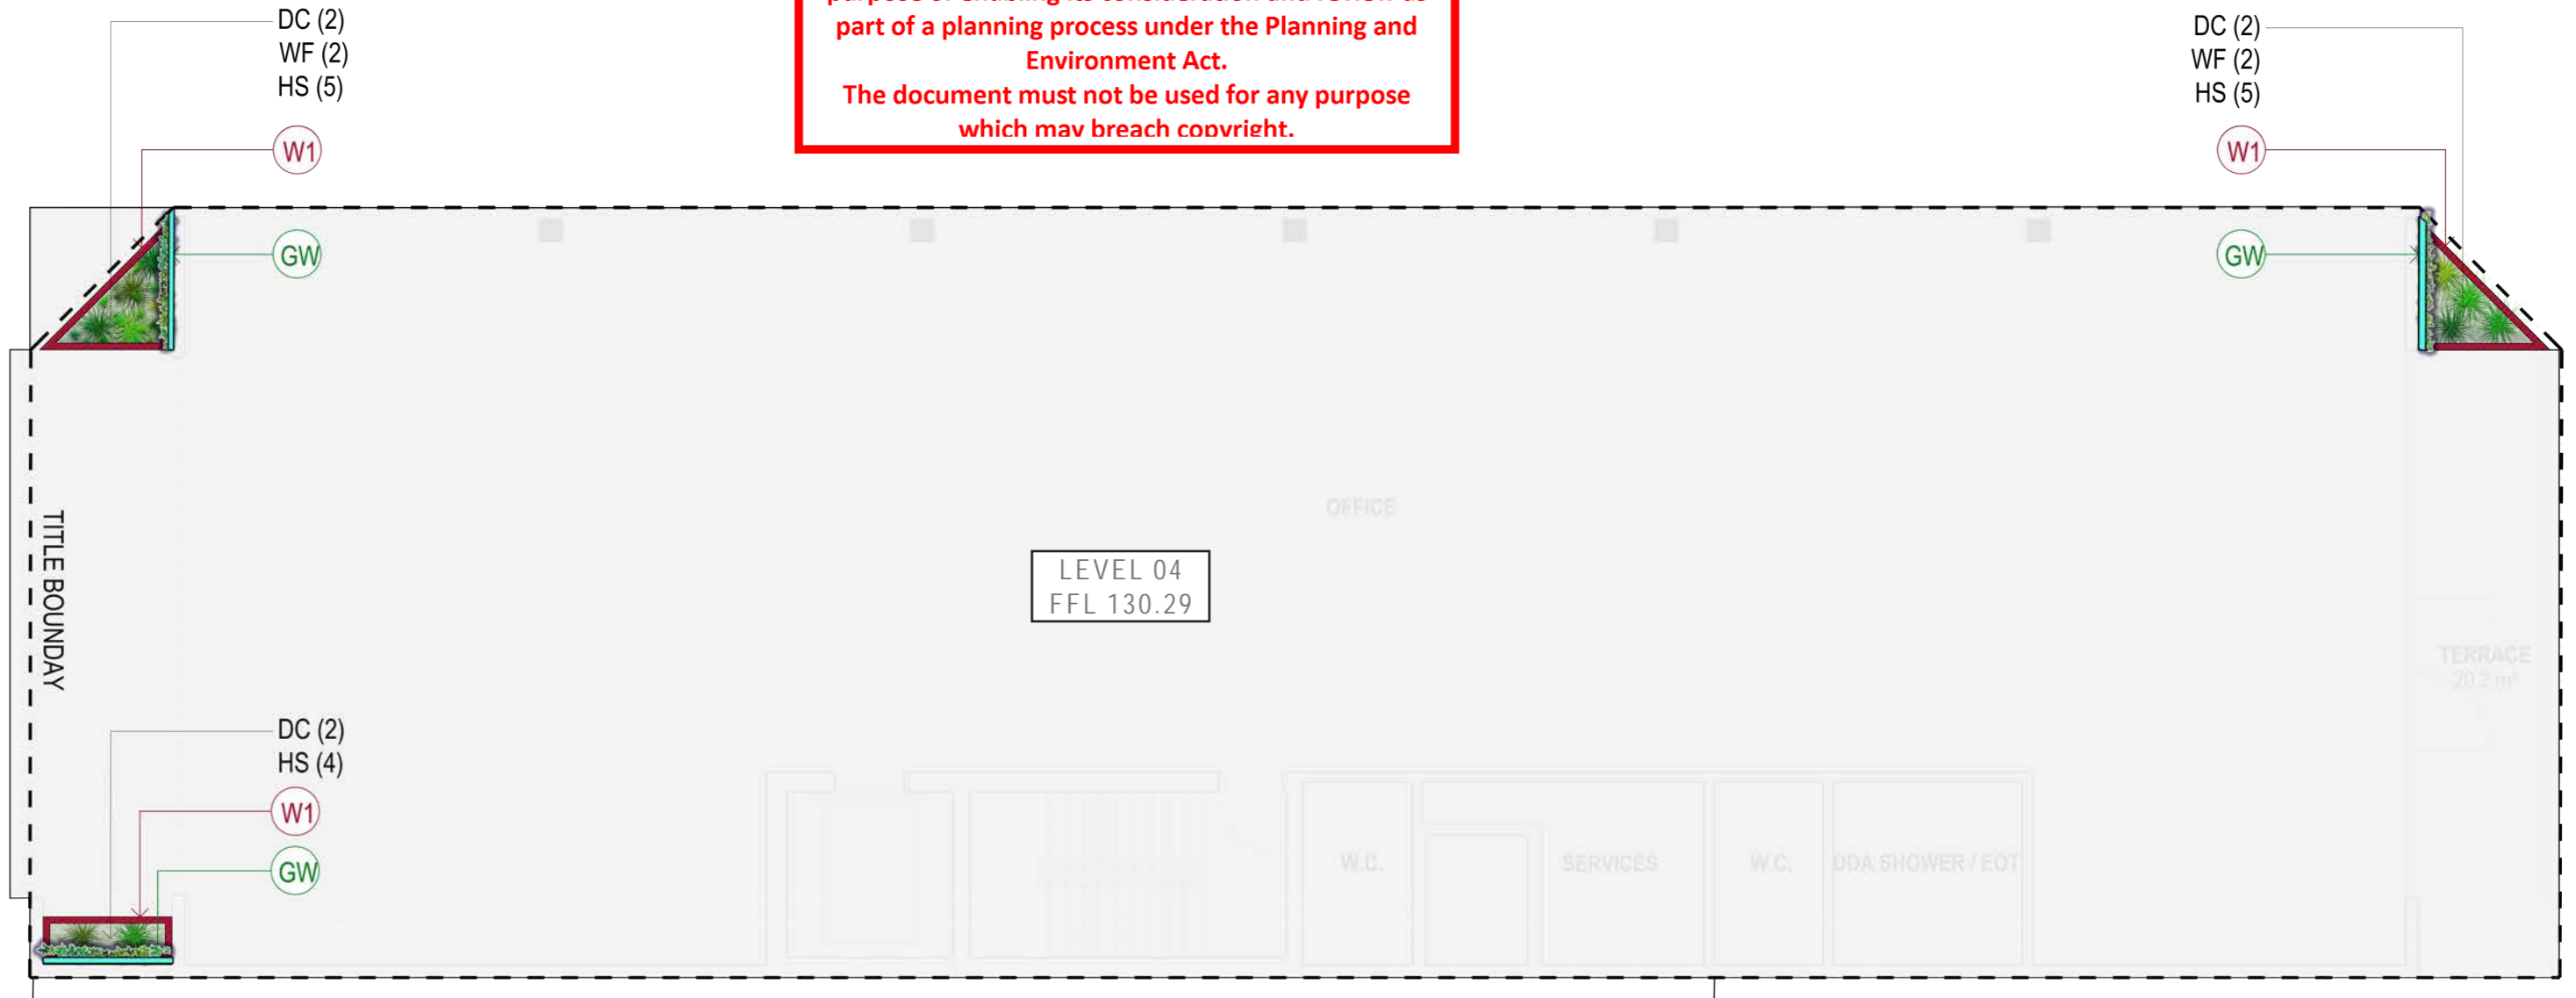 DC (2)
WF (2)
HS (5)
W1
GW
part of a planning process under the Planning and
Environment Act.
The document must not be used for any purpose
which may breach copyright.
DC (2)
WF (2)
HS (5)
W1
GW
TITLE BOUNDAY
OFFICE
LEVEL 04
FFL 130.29
TERRACE
20.2 m²
DC (2)
HS (4)
W1
GW
W.C.
SERVICES
W.C.
DDA SHOWER / EOT